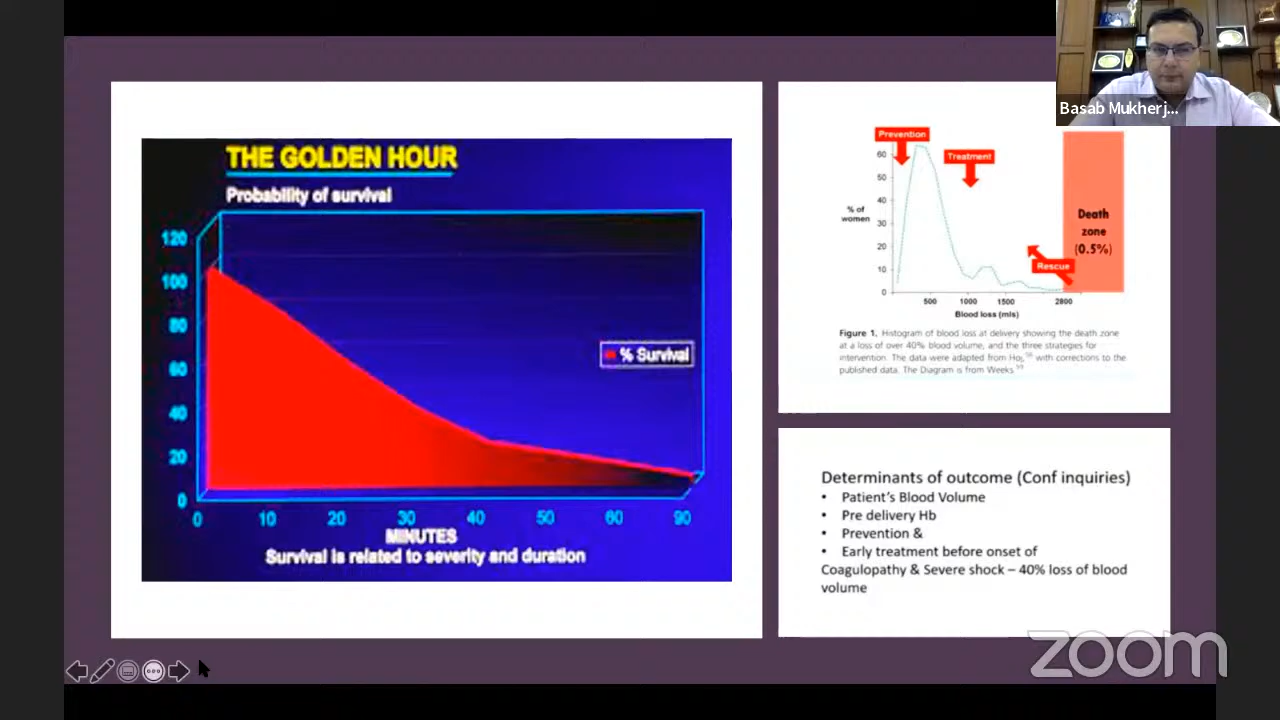 THE GOLDEN HOUR
Probability of survival
120
100
80
60
40
20
0
% Survival
0 10 20 30 40 50 60 90
MINUTES
Survival is related to severity and duration
Basab Mukherj...
Prevention
Treatment
Rescue
Death
zone
(0.5%)
% of
women
60
50
40
30
20
10
0
500 1000 1500 2800
Blood loss (mls)
Figure 1. Histogram of blood loss at delivery showing the death zone
at a loss of over 40% blood volume, and the three strategies for
intervention. The data were adapted from Hoj, with corrections to the
published data. The Diagram is from Weeks.
Determinants of outcome (Conf inquiries)
• Patient's Blood Volume
• Pre delivery Hb
• Prevention &
• Early treatment before onset of
Coagulopathy & Severe shock – 40% loss of blood
volume
zoom